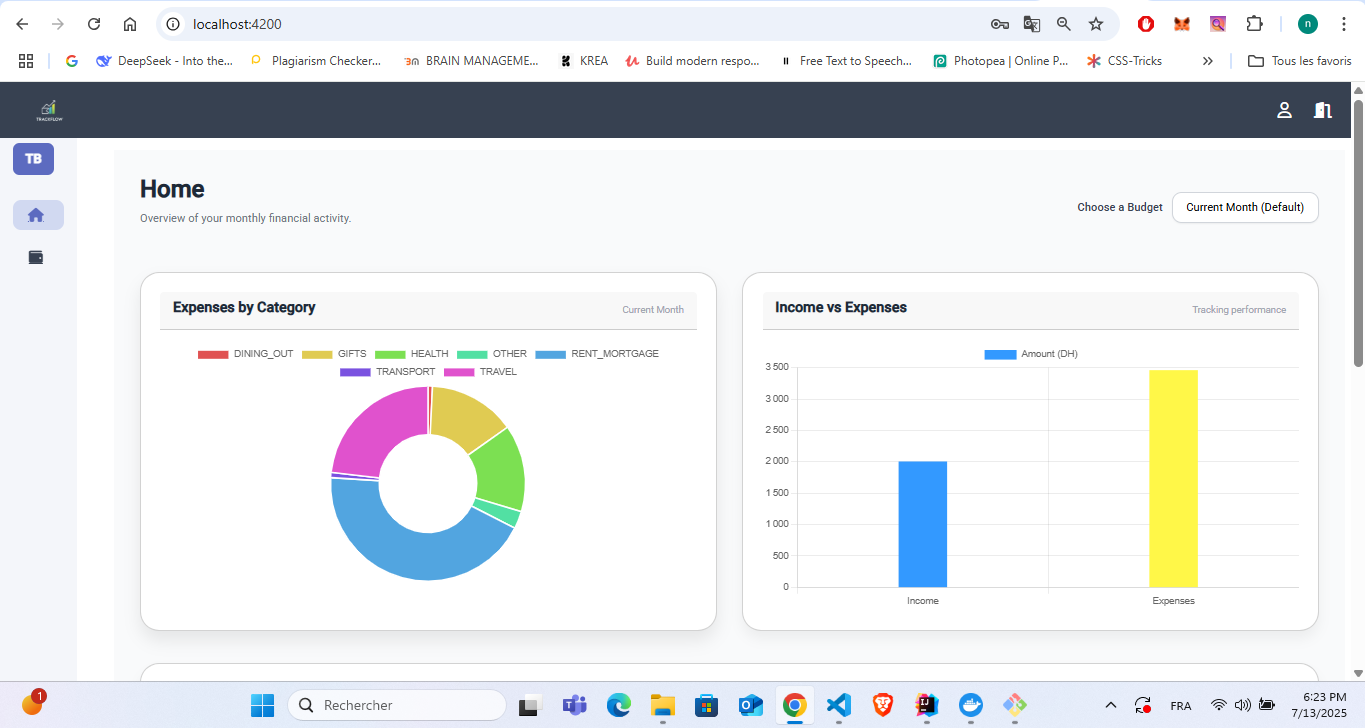 localhost:4200
n
DeepSeek - Into the...
Plagiarism Checker...
BRAIN MANAGEME...
KREA
Build modern respo...
Free Text to Speech...
Photopea | Online P...
CSS-Tricks
Tous les favoris
TRACKFLOW
TB
Home
Overview of your monthly financial activity.
Choose a Budget
Current Month (Default)
Expenses by Category
Current Month
DINING_OUT GIFTS HEALTH OTHER RENT_MORTGAGE
TRANSPORT TRAVEL
Income vs Expenses
Tracking performance
Amount (DH)
3 500
3 000
2 500
2 000
1 500
1 000
500
0
Income Expenses
1
Rechercher
FRA
6:23 PM
7/13/2025